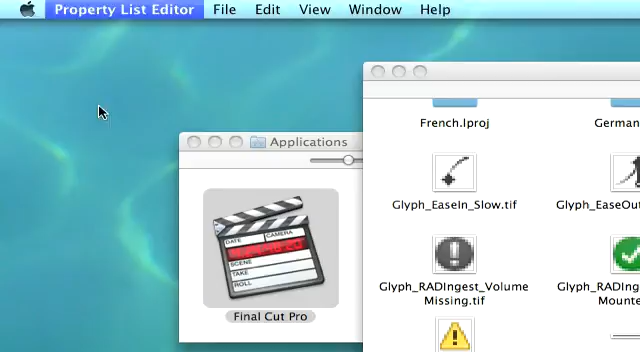 Property List Editor File Edit View Window Help
French.lproj
German
Applications
Glyph_EaseIn_Slow.tif
Glyph_EaseOut
DATE CAMERA
SCENE
TAKE
ROLL
Glyph_RADIngest_Volume
Missing.tif
Glyph_RADIng
Mounte
Final Cut Pro